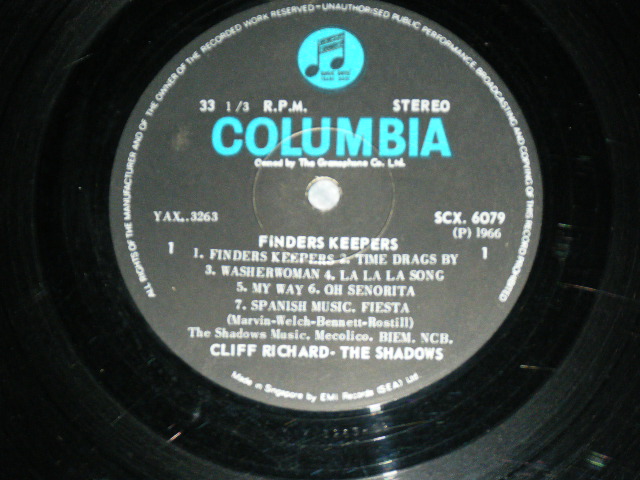 ALL RIGHTS OF THE MANUFACTURER AND OF THE OWNER OF THE RECORDED WORK RESERVED-UNAUTHORISED PUBLIC PERFORMANCE BROADCASTING AND COPYING OF THIS RECORD PROHIBITED
33 1/3 R.P.M. STEREO
COLUMBIA
Owned by The Gramophone Co. Ltd.
YAX..3263 SCX. 6079
(P) 1966
FINDERS KEEPERS
1 1
1. FINDERS KEEPERS 2. TIME DRAGS BY
3. WASHERWOMAN 4. LA LA LA SONG
5. MY WAY 6. OH SENORITA
7. SPANISH MUSIC. FIESTA
(Marvin-Welch-Bennett-Rostill)
The Shadows Music. Mecolico. BIEM. NCB.
CLIFF RICHARD- THE SHADOWS
Made in Singapore by EMI Records (SEA) Ltd